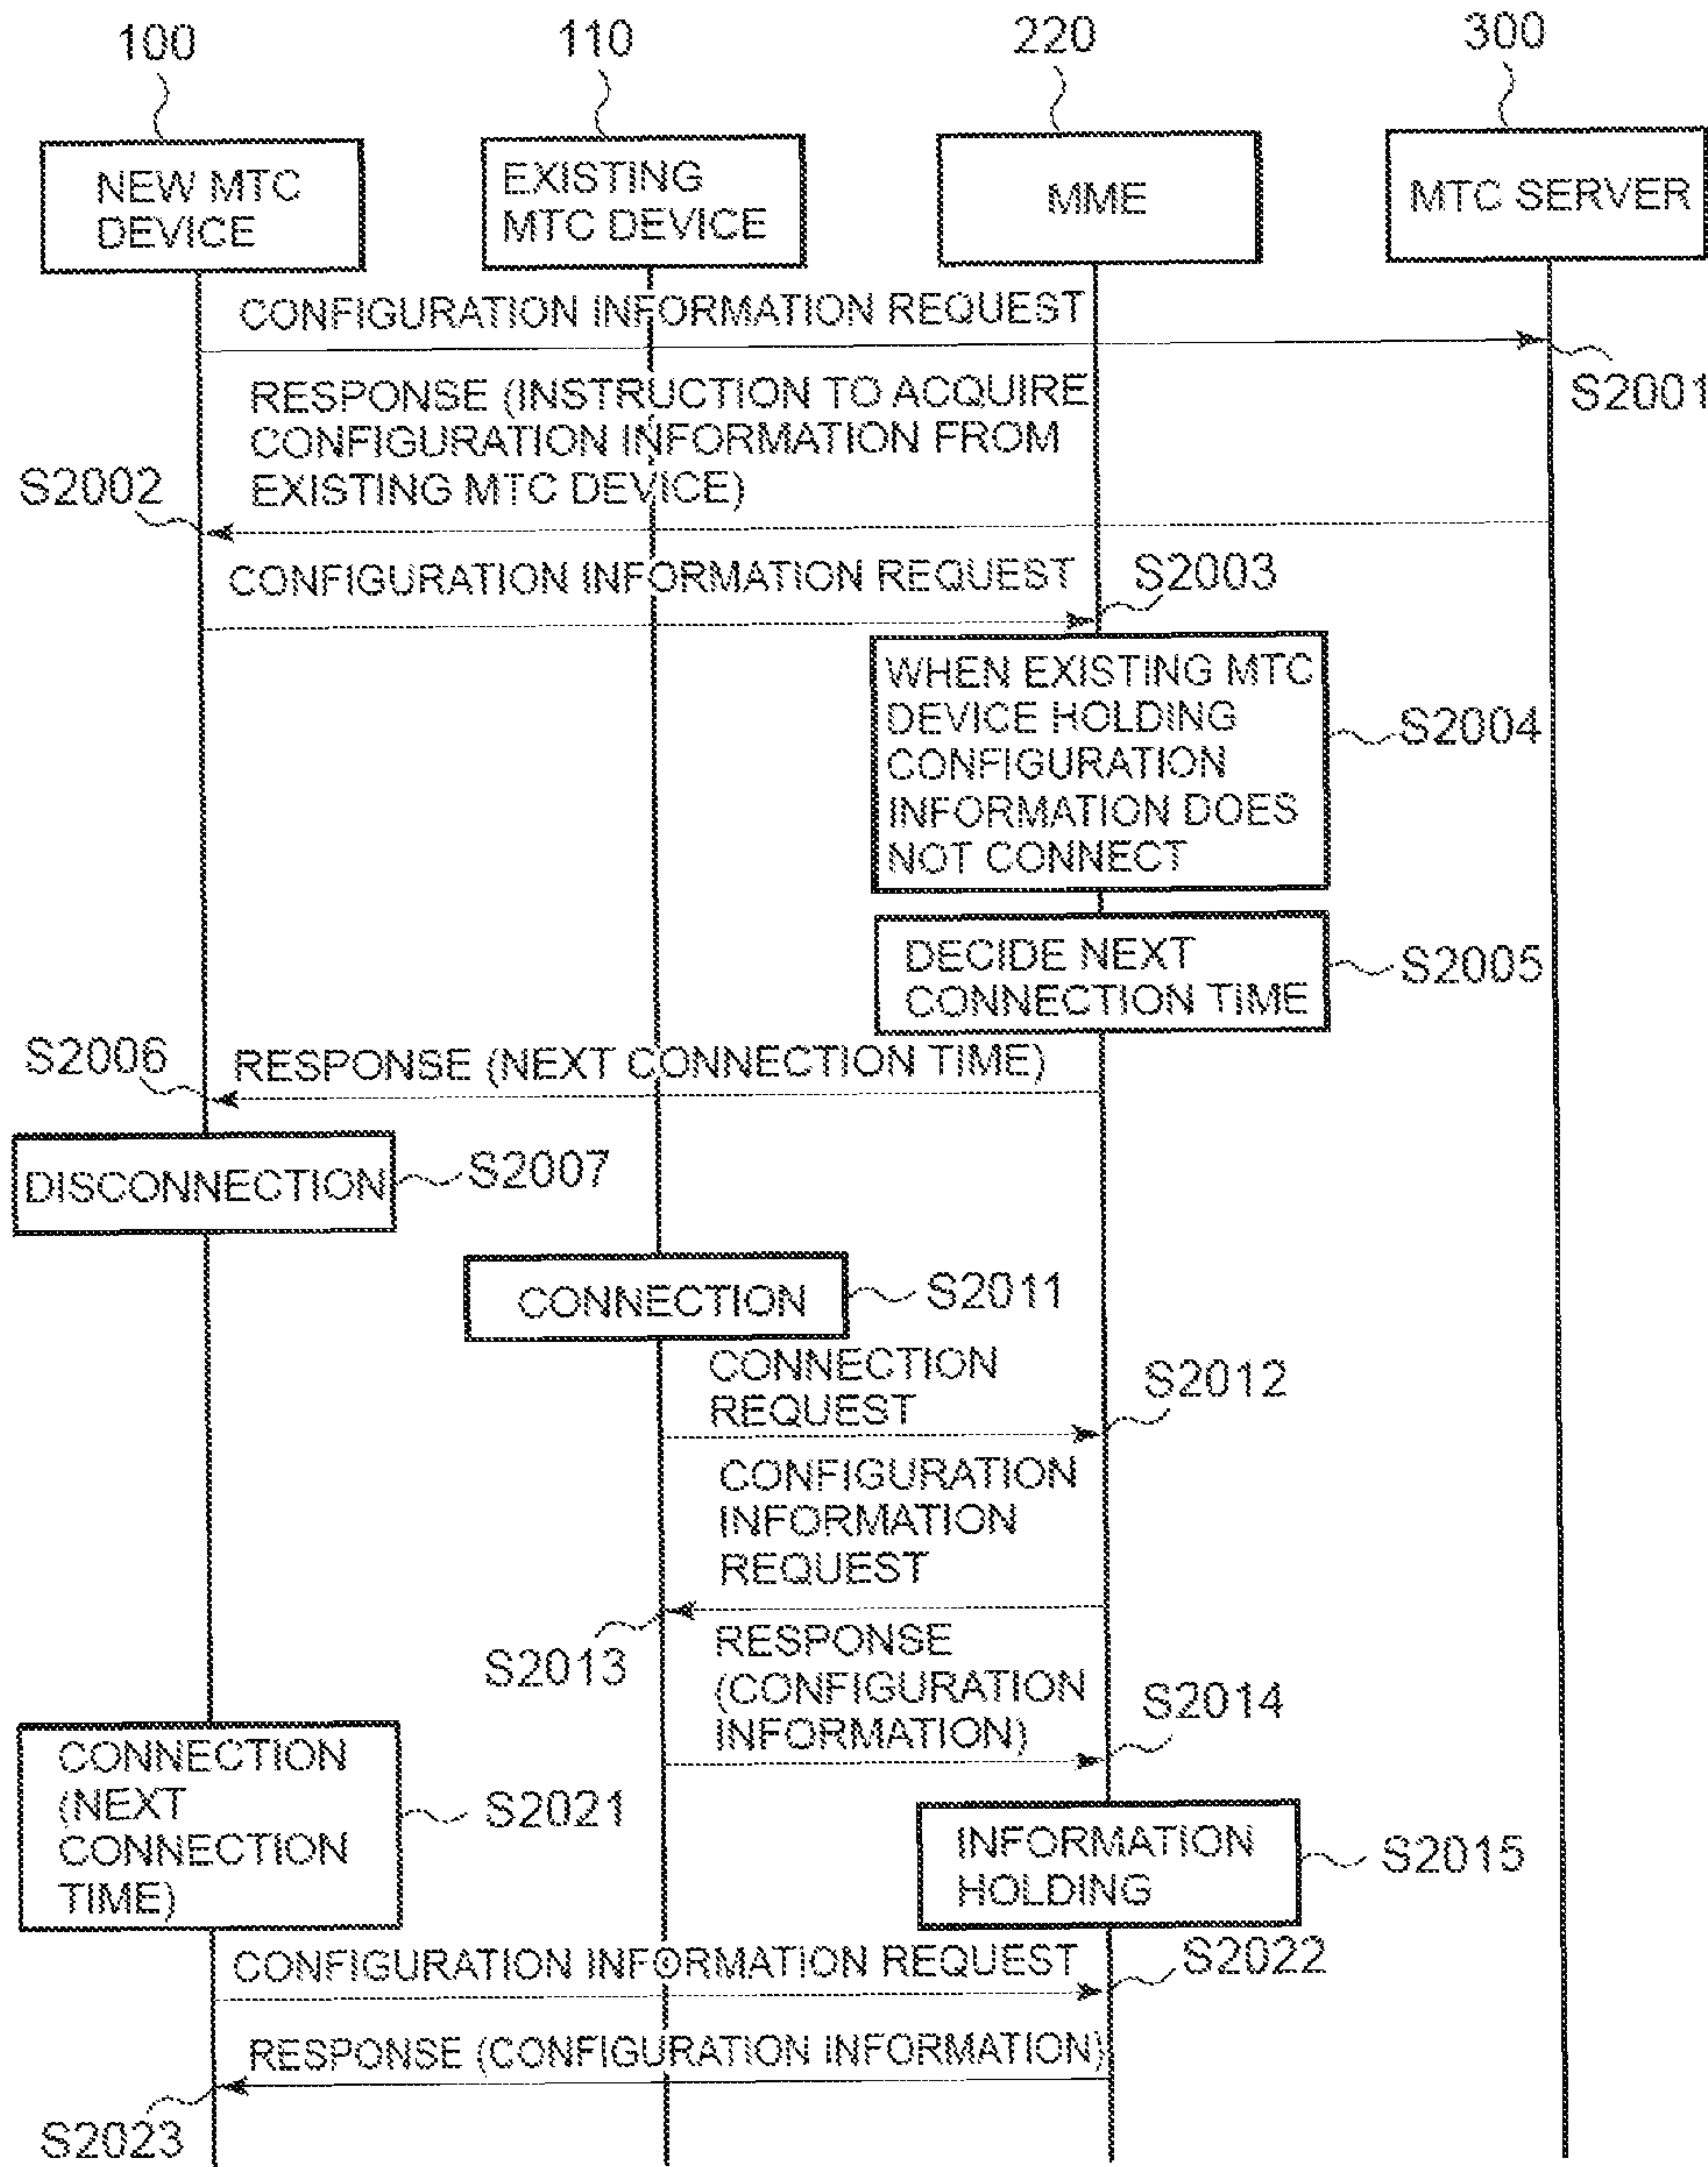 100
110
220
300
NEW MTC
DEVICE
EXISTING
MTC DEVICE
MME
MTC SERVER
CONFIGURATION INFORMATION REQUEST
S2001
RESPONSE (INSTRUCTION TO ACQUIRE
CONFIGURATION INFORMATION FROM
EXISTING MTC DEVICE)
S2002
CONFIGURATION INFORMATION REQUEST
S2003
WHEN EXISTING MTC
DEVICE HOLDING
CONFIGURATION
INFORMATION DOES
NOT CONNECT
S2004
DECIDE NEXT
CONNECTION TIME
S2005
S2006
RESPONSE (NEXT CONNECTION TIME)
DISCONNECTION
S2007
CONNECTION
S2011
CONNECTION
REQUEST
S2012
CONFIGURATION
INFORMATION
REQUEST
S2013
RESPONSE
(CONFIGURATION
INFORMATION)
S2014
CONNECTION
(NEXT
CONNECTION
TIME)
S2021
INFORMATION
HOLDING
S2015
CONFIGURATION INFORMATION REQUEST
S2022
RESPONSE (CONFIGURATION INFORMATION)
S2023